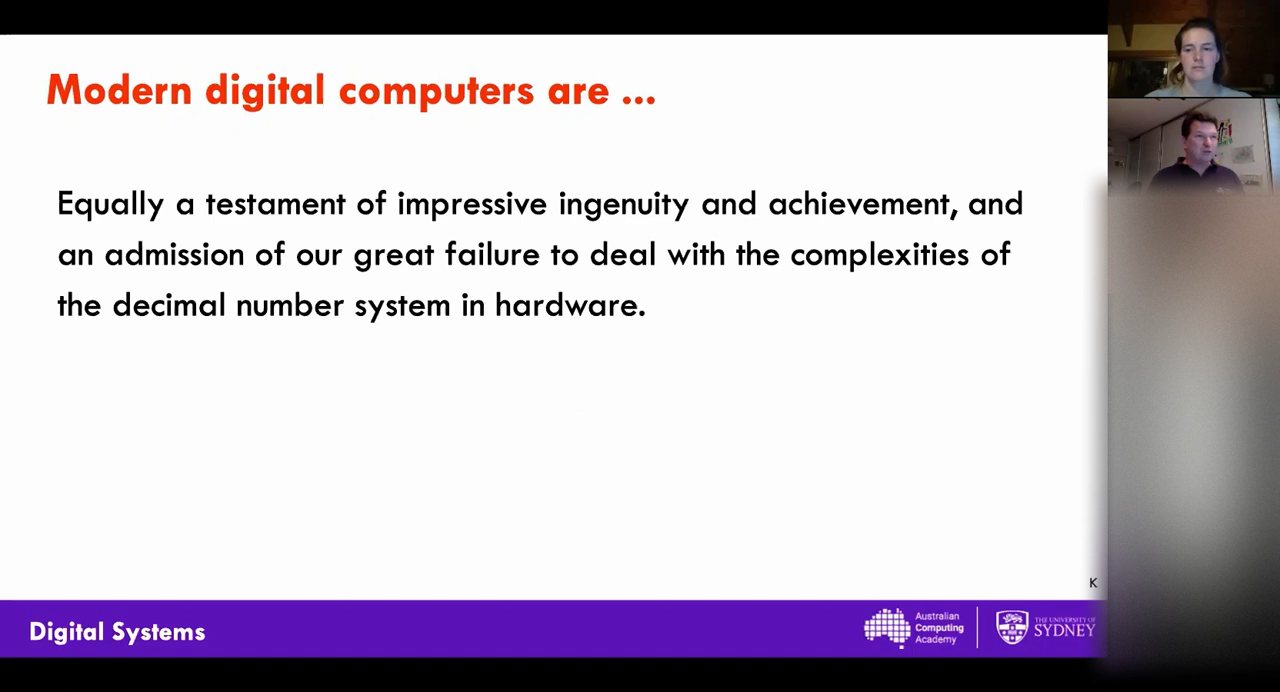 Modern digital computers are ...
Equally a testament of impressive ingenuity and achievement, and
an admission of our great failure to deal with the complexities of
the decimal number system in hardware.
K
Digital Systems
Australian
Computing
Academy
THE UNIVERSITY OF
SYDNEY